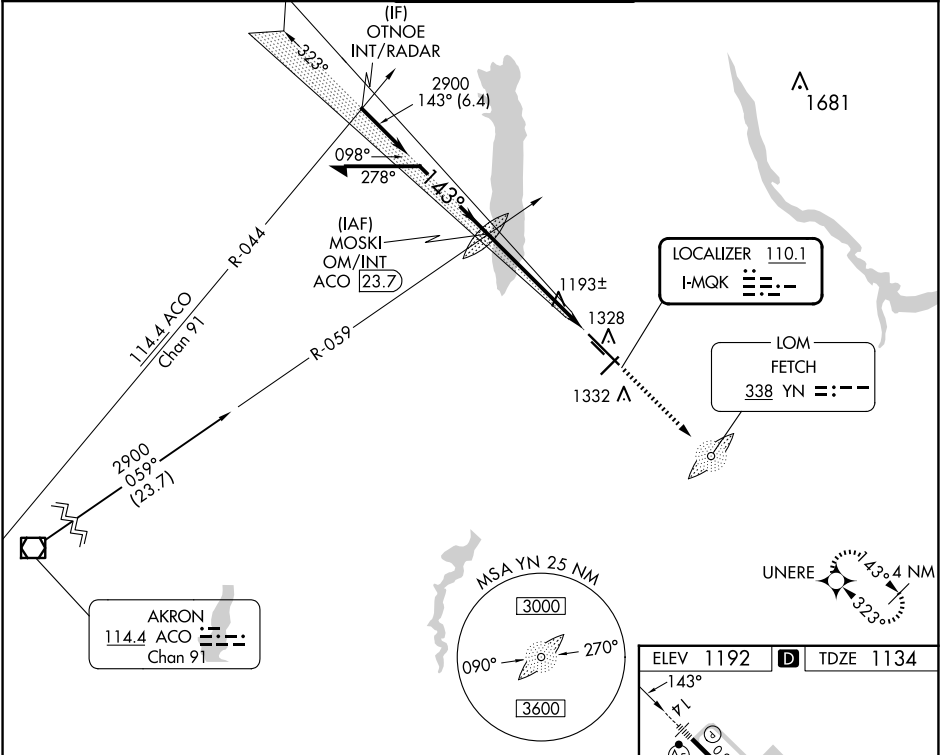 (IF)
OTNOE
INT/RADAR
323°
2900
143° (6.4)
1681
098°
278°
143°
(IAF)
MOSKI
OM/INT
ACO 23.7
R-044
114.4 ACO
Chan 91
R-059
1193±
LOCALIZER 110.1
I-MQK
1328
1332
LOM
FETCH
338 YN
2900
059°
(23.7)
AKRON
114.4 ACO
Chan 91
MSA YN 25 NM
3000
090°
270°
3600
UNERE
143°
4 NM
323°
ELEV 1192 D TDZE 1134
143°
14
P